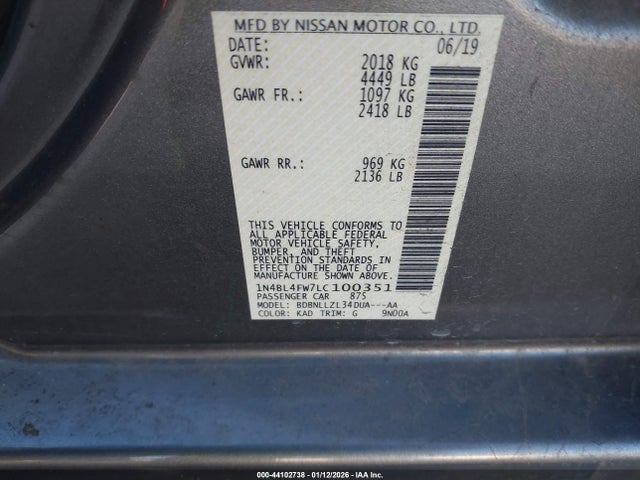 MFD BY NISSAN MOTOR CO., LTD.
DATE: 06/19
GVWR: 2018 KG
4449 LB
GAWR FR.: 1097 KG
2418 LB
GAWR RR.: 969 KG
2136 LB
THIS VEHICLE CONFORMS TO
ALL APPLICABLE FEDERAL
MOTOR VEHICLE SAFETY,
BUMPER, AND THEFT
PREVENTION STANDARDS IN
EFFECT ON THE DATE OF
MANUFACTURE SHOWN ABOVE.
1N4BL4FW7LC100351
PASSENGER CAR 875
MODEL: BDBNLLZL34DUA---AA
COLOR: KAD TRIM: G 9N00A
000-44102738 - 01/12/2026 - IAA Inc.